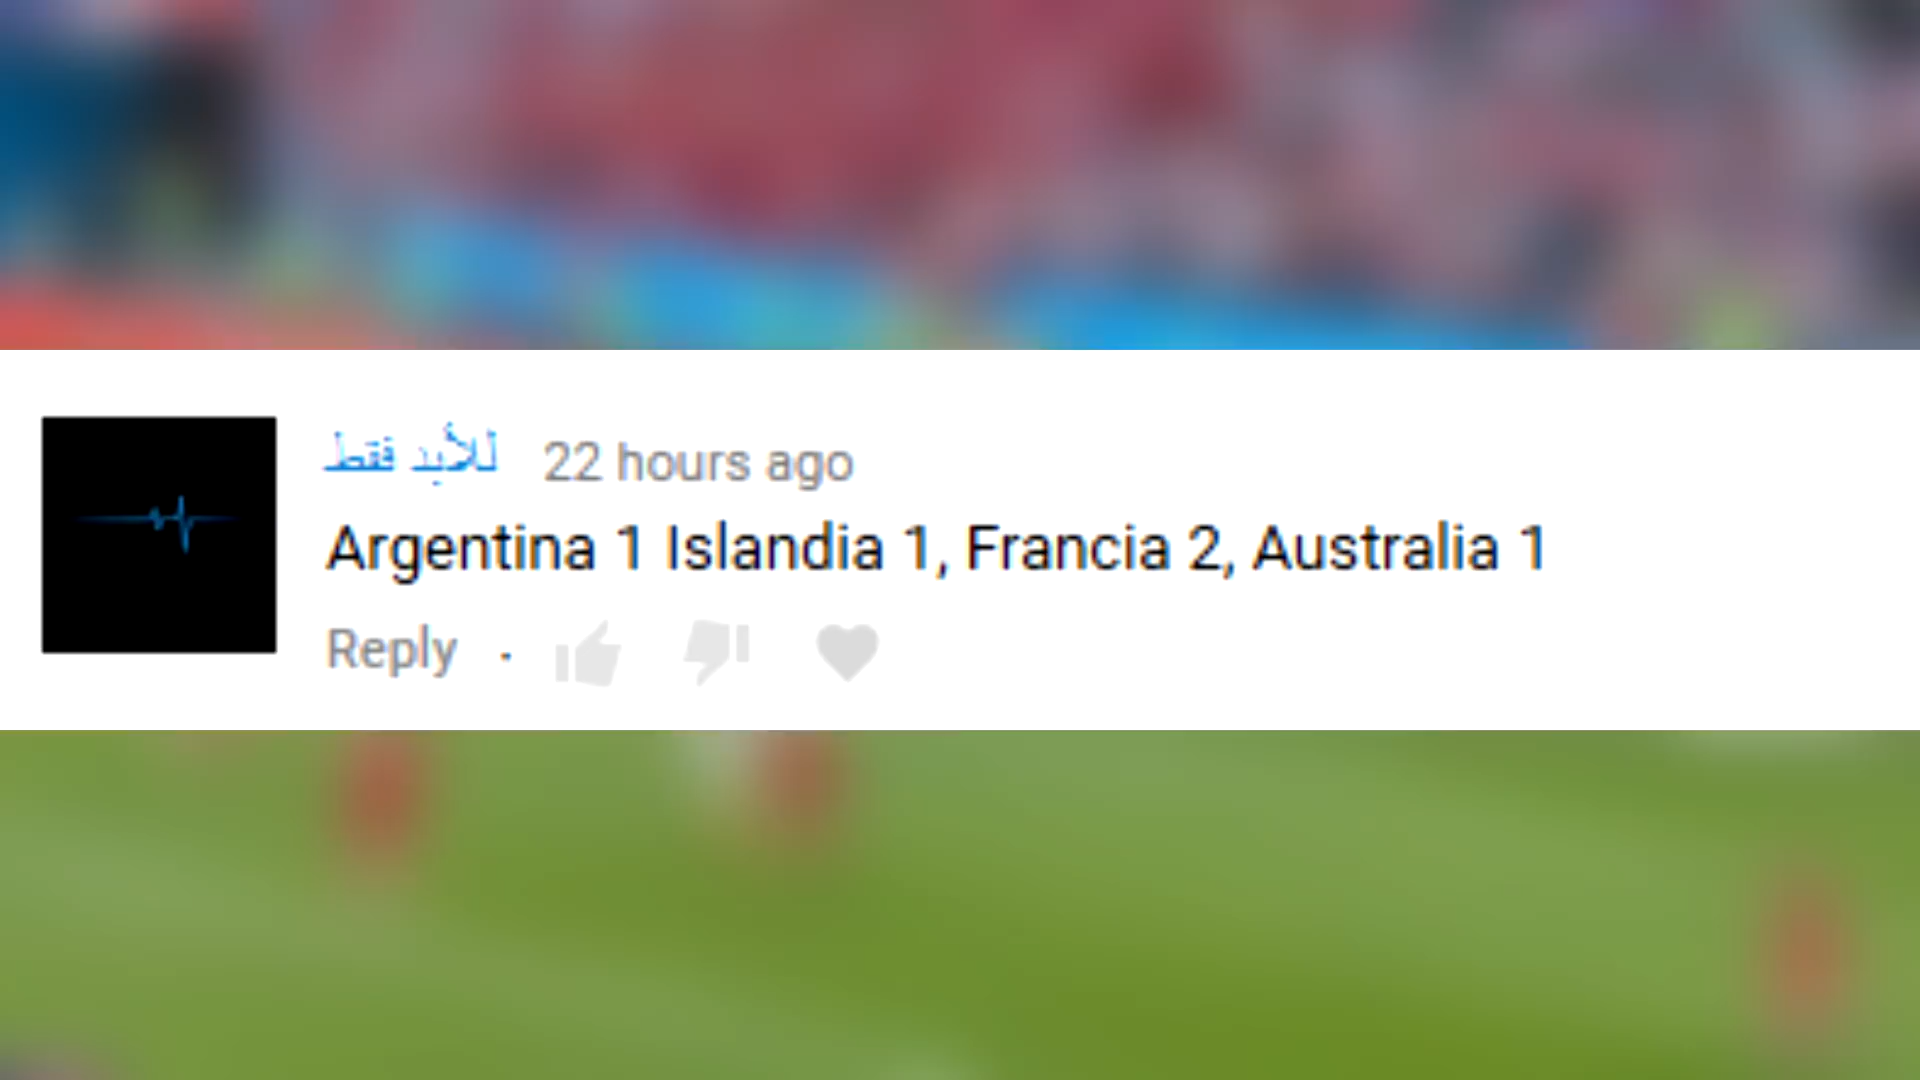 للأبد فقط 22 hours ago
Argentina 1 Islandia 1, Francia 2, Australia 1
Reply ·